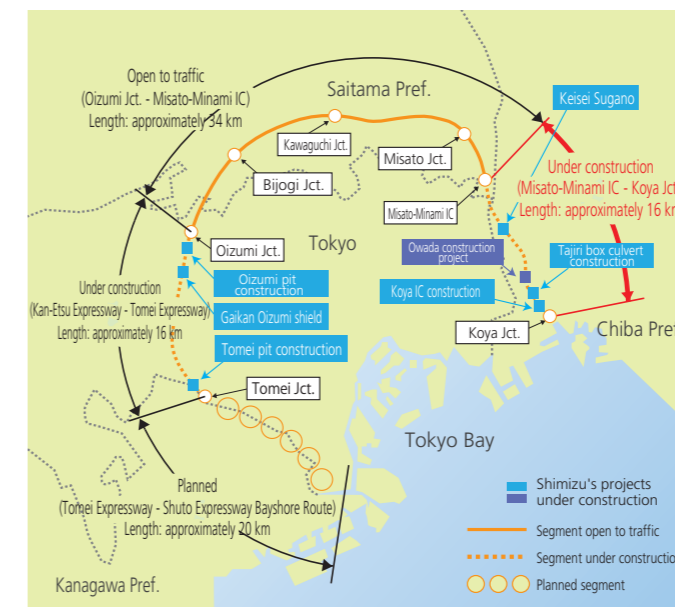 Open to traffic
(Oizumi Jct. - Misato-Minami IC)
Length: approximately 34 km
Saitama Pref.
Keisei Sugano
Kawaguchi Jct.
Misato Jct.
Bijogi Jct.
Under construction
(Misato-Minami IC - Koya Jct
Length: approximately 16 km
Misato-Minami IC
Oizumi Jct.
Tokyo
Owada construction
project
Tajiri box culvert
construction
Oizumi pit
construction
Under construction
(Kan-Etsu Expressway - Tomei Expressway)
Length: approximately 16 km
Gaikan Oizumi shield
Koya IC construction
Koya Jct.
Chiba Pref
Tomei pit construction
Tomei Jct.
Tokyo Bay
Planned
(Tomei Expressway - Shuto Expressway Bayshore Route)
Length: approximately 20 km
Shimizu's projects
under construction
Segment open to traffic
Segment under constructio
Planned segment
Kanagawa Pref.